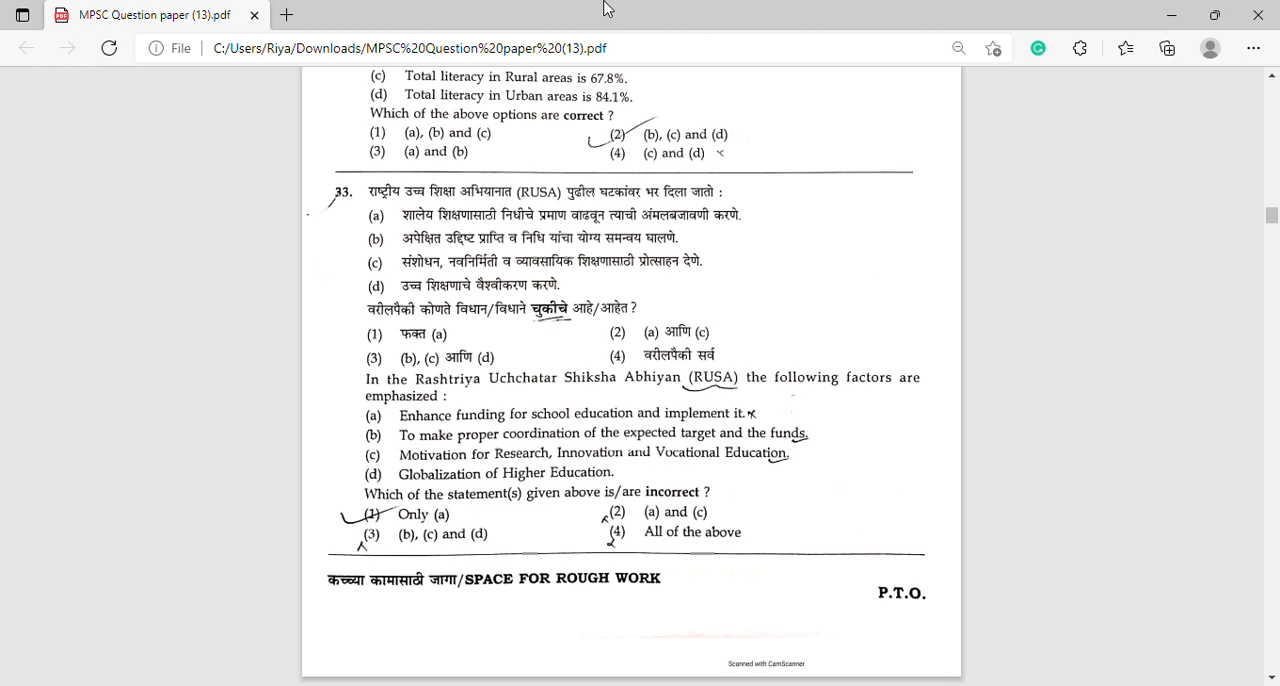 MPSC Question paper (13).pdf
File
C:/Users/Riya/Downloads/MPSC%20Question%20paper%20(13).pdf
(c) Total literacy in Rural areas is 67.8%.
(d) Total literacy in Urban areas is 84.1%.
Which of the above options are correct ?
(1) (a), (b) and (c) (2) (b), (c) and (d)
(3) (a) and (b) (4) (c) and (d)
33. राष्ट्रीय उच्च शिक्षा अभियानात (RUSA) पुढील घटकांवर भर दिला जातो :
(a) शालेय शिक्षणासाठी निधीचे प्रमाण वाढवून त्याची अंमलबजावणी करणे.
(b) अपेक्षित उद्दिष्ट प्राप्ति व निधि यांचा योग्य समन्वय घालणे.
(c) संशोधन, नवनिर्मिती व व्यावसायिक शिक्षणासाठी प्रोत्साहन देणे.
(d) उच्च शिक्षणाचे वैश्वीकरण करणे.
वरीलपैकी कोणते विधान/विधाने चुकीचे आहे/आहेत ?
(1) फक्त (a) (2) (a) आणि (c)
(3) (b), (c) आणि (d) (4) वरीलपैकी सर्व
In the Rashtriya Uchchatar Shiksha Abhiyan (RUSA) the following factors are
emphasized :
(a) Enhance funding for school education and implement it.
(b) To make proper coordination of the expected target and the funds.
(c) Motivation for Research, Innovation and Vocational Education.
(d) Globalization of Higher Education.
Which of the statement(s) given above is/are incorrect ?
(1) Only (a) (2) (a) and (c)
(3) (b), (c) and (d) (4) All of the above
कच्च्या कामासाठी जागा/SPACE FOR ROUGH WORK
P.T.O.
Scanned with CamScanner